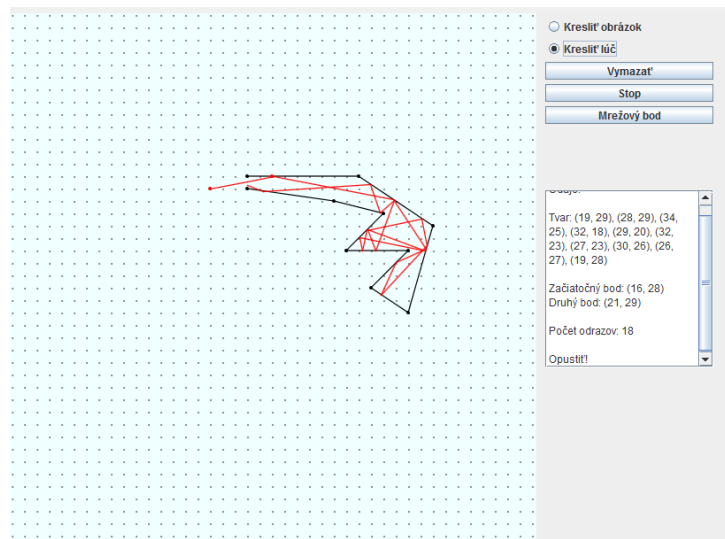 Kresliť obrázok
Kresliť lúč
Vymazať
Stop
Mrežový bod
Údaje:
Tvar: (19, 29), (28, 29), (34,
25), (32, 18), (29, 20), (32,
23), (27, 23), (30, 26), (26,
27), (19, 28)
Začiatočný bod: (16, 28)
Druhý bod: (21, 29)
Počet odrazov: 18
Opustiť!